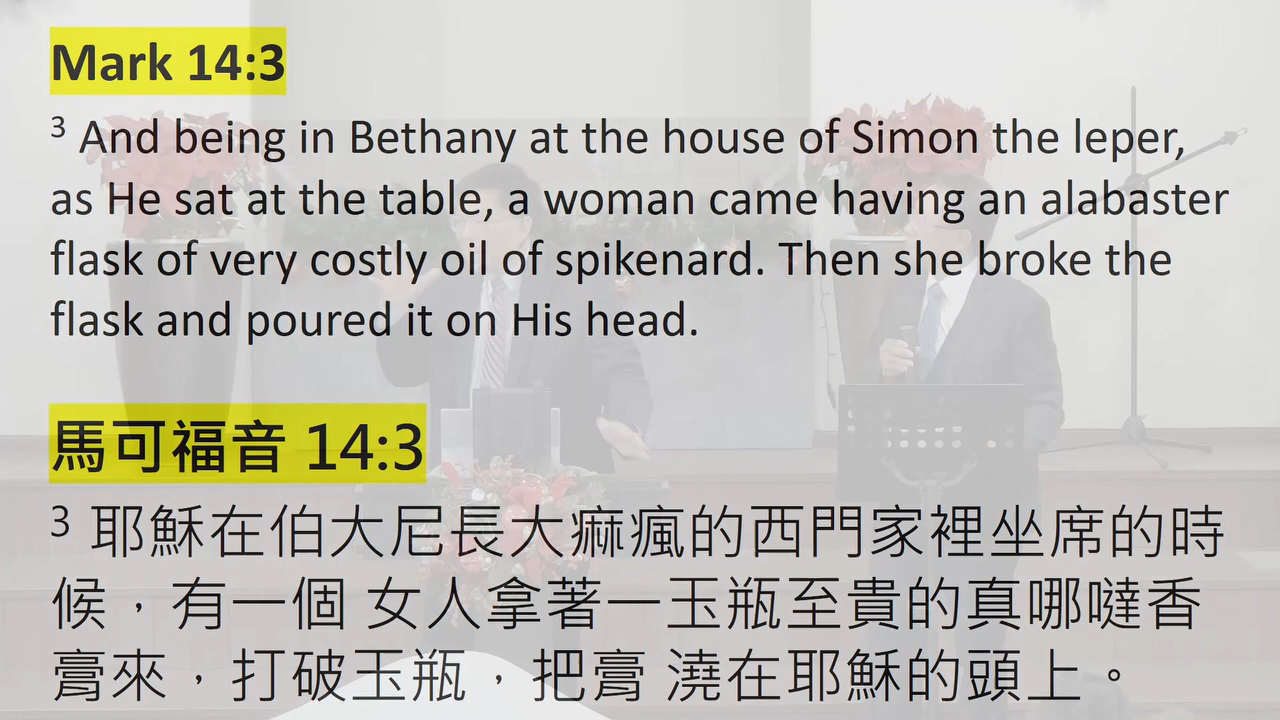 Mark 14:3
3 And being in Bethany at the house of Simon the leper,
as He sat at the table, a woman came having an alabaster
flask of very costly oil of spikenard. Then she broke the
flask and poured it on His head.
馬可福音 14:3
3 耶穌在伯大尼長大痲瘋的西門家裡坐席的時
候，有一個 女人拿著一玉瓶至貴的真哪噠香
膏來，打破玉瓶，把膏 澆在耶穌的頭上。